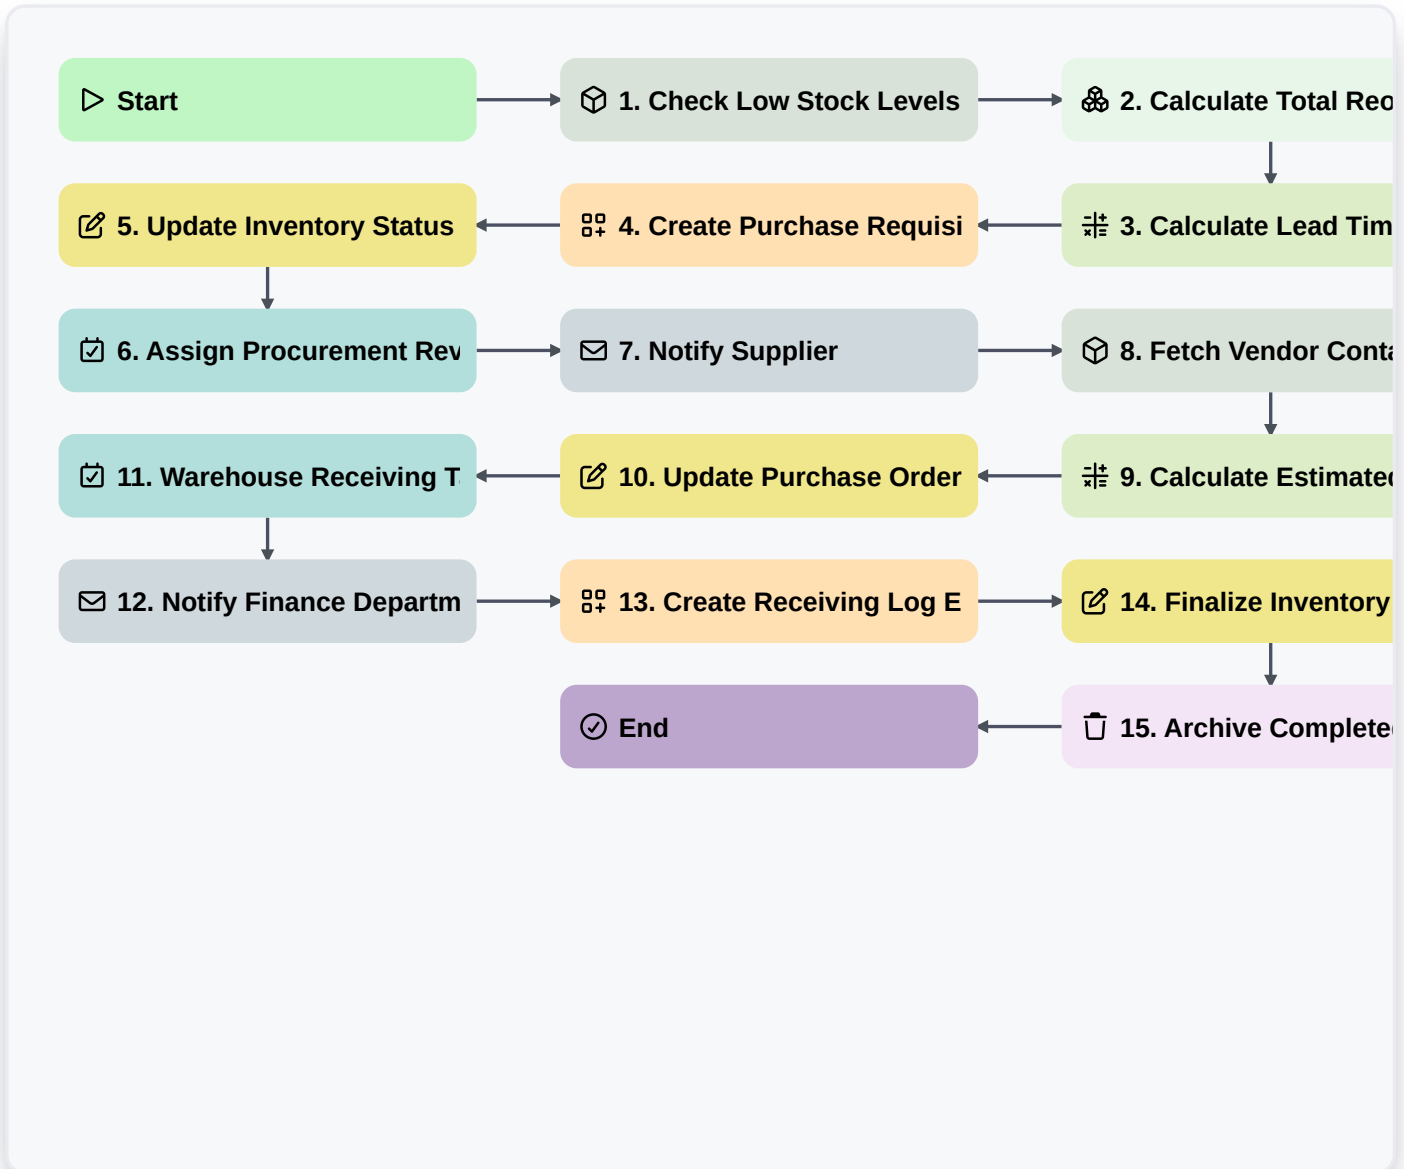 Start
1. Check Low Stock Levels
2. Calculate Total Reo
5. Update Inventory Status
4. Create Purchase Requisi
3. Calculate Lead Tim
6. Assign Procurement Rev
7. Notify Supplier
8. Fetch Vendor Conta
11. Warehouse Receiving T
10. Update Purchase Order
9. Calculate Estimated
12. Notify Finance Departm
13. Create Receiving Log E
14. Finalize Inventory
End
15. Archive Completed